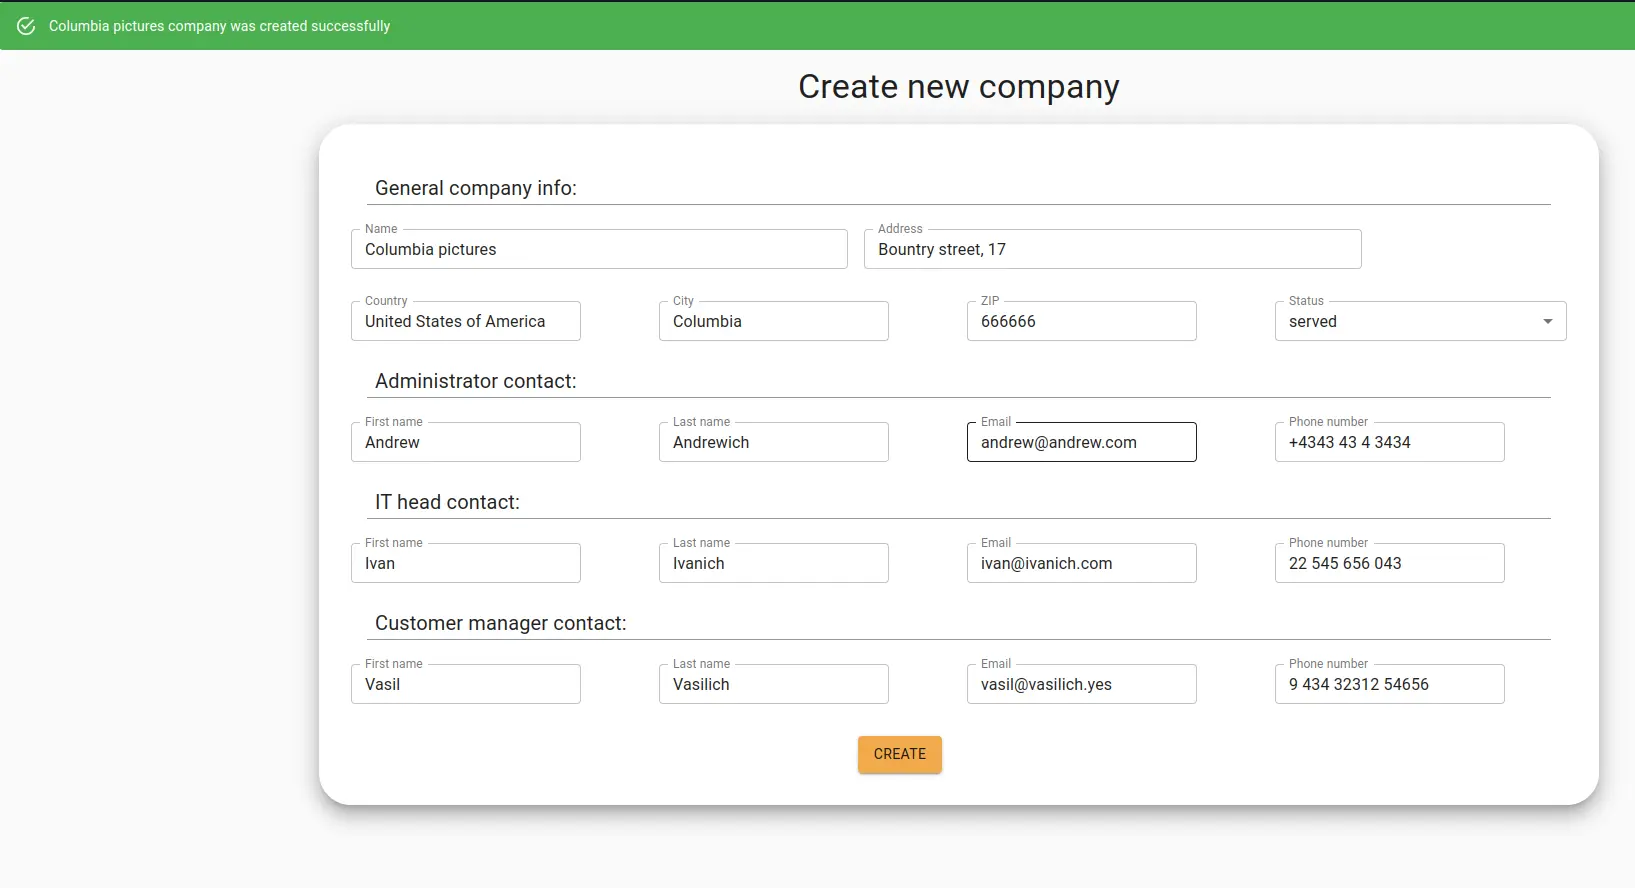 Columbia pictures company was created successfully
Create new company
General company info:
Name
Columbia pictures
Address
Bountry street, 17
Country
United States of America
City
Columbia
ZIP
666666
Status
served
Administrator contact:
First name
Andrew
Last name
Andrewich
Email
andrew@andrew.com
Phone number
+4343 43 4 3434
IT head contact:
First name
Ivan
Last name
Ivanich
Email
ivan@ivanich.com
Phone number
22 545 656 043
Customer manager contact:
First name
Vasil
Last name
Vasilich
Email
vasil@vasilich.yes
Phone number
9 434 32312 54656
CREATE